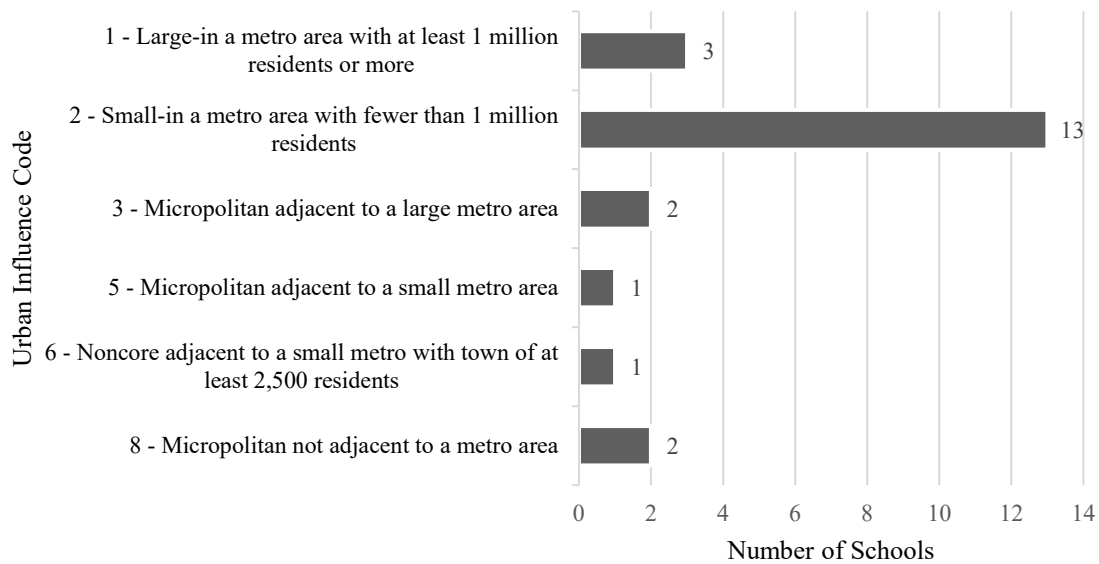 Urban Influence Code
1 - Large-in a metro area with at least 1 million
residents or more
3
2 - Small-in a metro area with fewer than 1 million
residents
13
3 - Micropolitan adjacent to a large metro area
2
5 - Micropolitan adjacent to a small metro area
1
6 - Noncore adjacent to a small metro with town of at
least 2,500 residents
1
8 - Micropolitan not adjacent to a metro area
2
0 2 4 6 8 10 12 14
Number of Schools